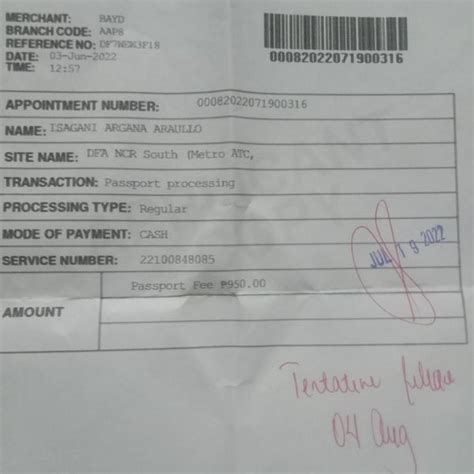 MERCHANT: BAYD
BRANCH CODE: AAP8
REFERENCE NO:
DATE: 03-Jun-2022
TIME: 12:57
00082022071900316
APPOINTMENT NUMBER: 00082022071900316
NAME: ISAGANI ARGANA ARAULLO
SITE NAME: DFA NCR South (Metro ATC,
TRANSACTION: Passport processing
PROCESSING TYPE: Regular
MODE OF PAYMENT: CASH
JUL 19 2022
SERVICE NUMBER: 22100848085
Passport Fee ₱950.00
AMOUNT
Tentative
04 Aug